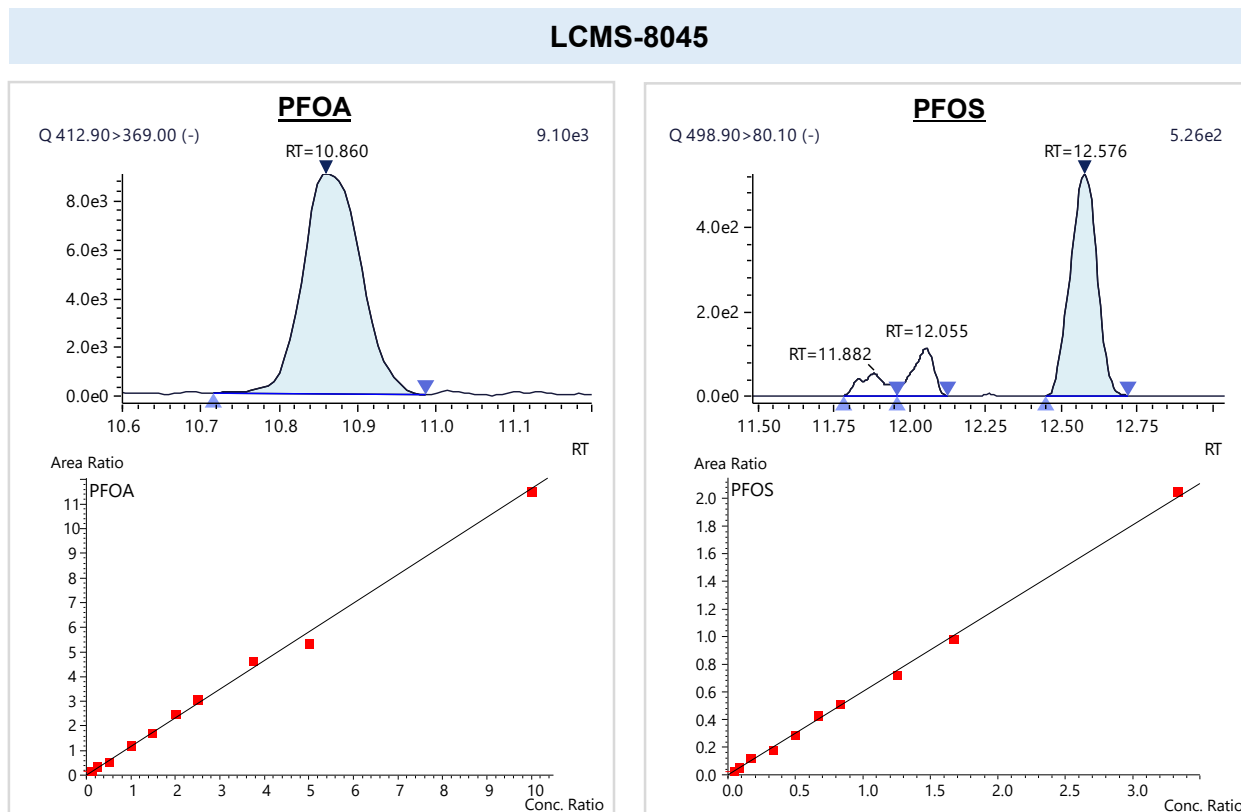 LCMS-8045
PFOA
Q 412.90>369.00 (-) 9.10e3
RT=10.860
8.0e3
6.0e3
4.0e3
2.0e3
0.0e0
10.6 10.7 10.8 10.9 11.0 11.1
RT
Area Ratio
PFOA
11
10
9
8
7
6
5
4
3
2
1
0
0 1 2 3 4 5 6 7 8 9 10
Conc. Ratio
PFOS
Q 498.90>80.10 (-) 5.26e2
RT=12.576
4.0e2
RT=12.055
RT=11.882
2.0e2
0.0e0
11.50 11.75 12.00 12.25 12.50 12.75
RT
Area Ratio
PFOS
2.0
1.8
1.6
1.4
1.2
1.0
0.8
0.6
0.4
0.2
0.0
0.0 0.5 1.0 1.5 2.0 2.5 3.0
Conc. Ratio